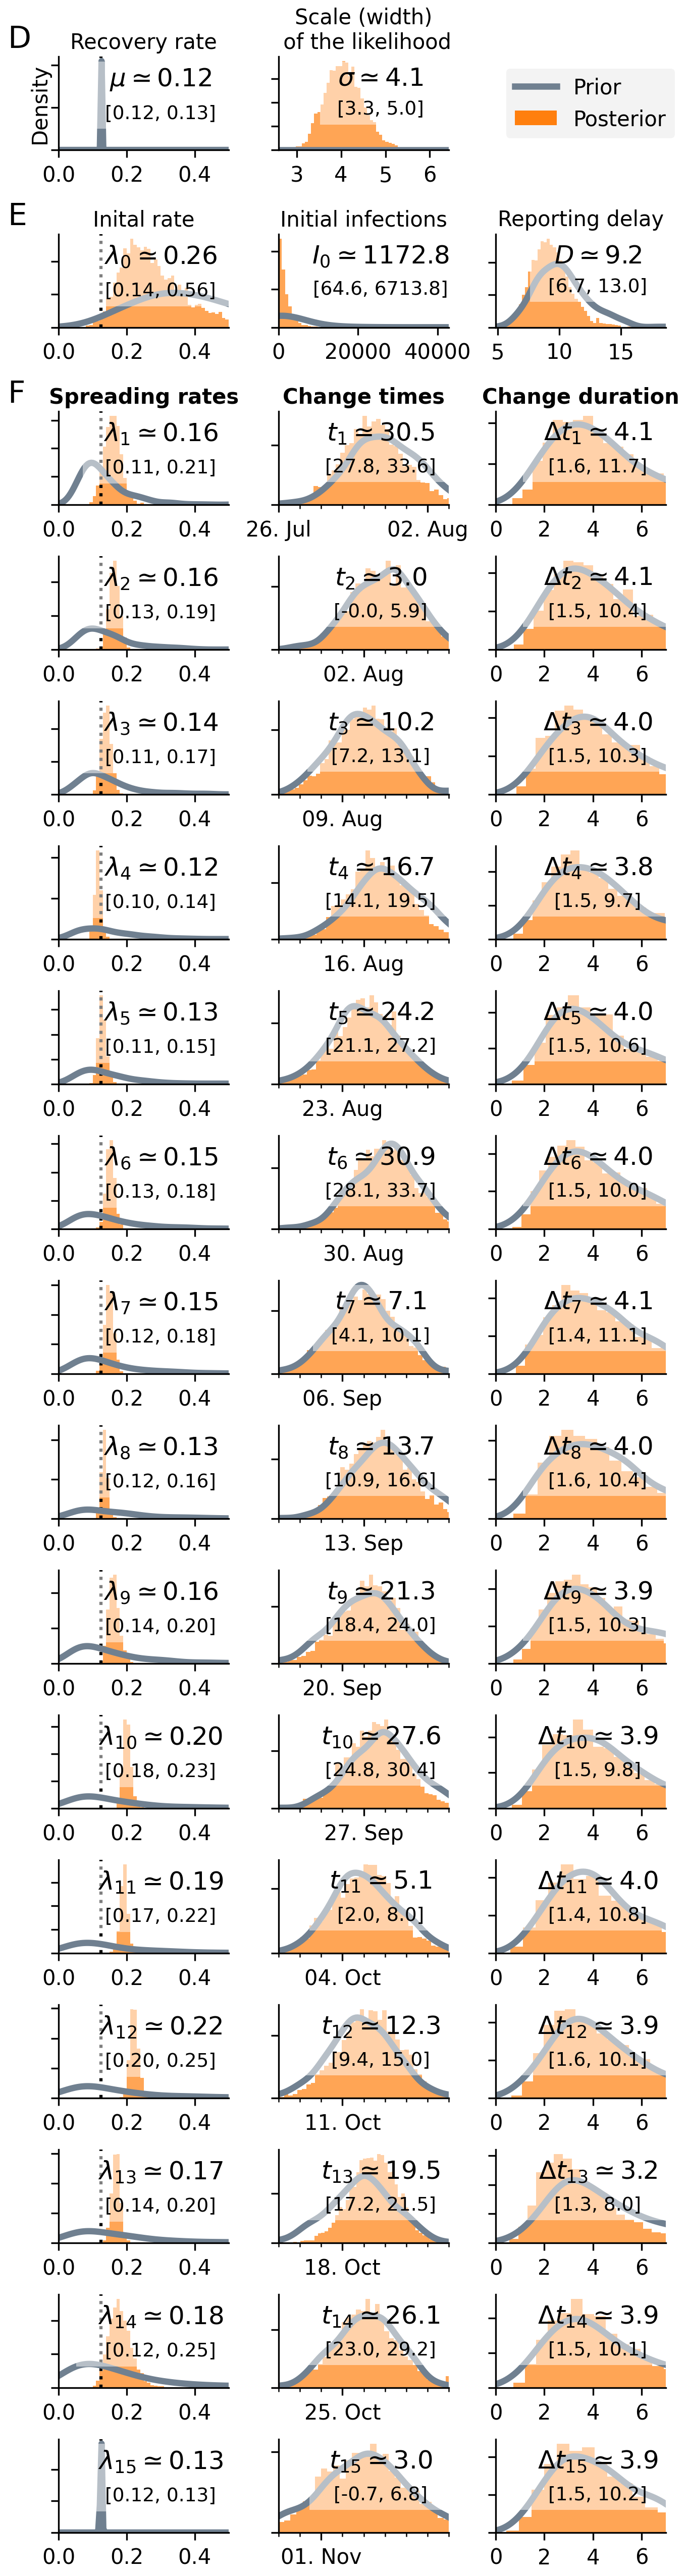 D
Recovery rate
Scale (width)
of the likelihood
Density
μ ≃ 0.12
[0.12, 0.13]
σ ≃ 4.1
[3.3, 5.0]
Prior
Posterior
0.0 0.2 0.4
3 4 5 6
E
Inital rate
Initial infections
Reporting delay
λ0 ≃ 0.26
[0.14, 0.56]
I0 ≃ 1172.8
[64.6, 6713.8]
D ≃ 9.2
[6.7, 13.0]
0.0 0.2 0.4
0 20000 40000
5 10 15
F
Spreading rates
Change times
Change duration
λ1 ≃ 0.16
[0.11, 0.21]
t1 ≃ 30.5
[27.8, 33.6]
Δt1 ≃ 4.1
[1.6, 11.7]
0.0 0.2 0.4
26. Jul 02. Aug
0 2 4 6
λ2 ≃ 0.16
[0.13, 0.19]
t2 ≃ 3.0
[-0.0, 5.9]
Δt2 ≃ 4.1
[1.5, 10.4]
0.0 0.2 0.4
02. Aug
0 2 4 6
λ3 ≃ 0.14
[0.11, 0.17]
t3 ≃ 10.2
[7.2, 13.1]
Δt3 ≃ 4.0
[1.5, 10.3]
0.0 0.2 0.4
09. Aug
0 2 4 6
λ4 ≃ 0.12
[0.10, 0.14]
t4 ≃ 16.7
[14.1, 19.5]
Δt4 ≃ 3.8
[1.5, 9.7]
0.0 0.2 0.4
16. Aug
0 2 4 6
λ5 ≃ 0.13
[0.11, 0.15]
t5 ≃ 24.2
[21.1, 27.2]
Δt5 ≃ 4.0
[1.5, 10.6]
0.0 0.2 0.4
23. Aug
0 2 4 6
λ6 ≃ 0.15
[0.13, 0.18]
t6 ≃ 30.9
[28.1, 33.7]
Δt6 ≃ 4.0
[1.5, 10.0]
0.0 0.2 0.4
30. Aug
0 2 4 6
λ7 ≃ 0.15
[0.12, 0.18]
t7 ≃ 7.1
[4.1, 10.1]
Δt7 ≃ 4.1
[1.4, 11.1]
0.0 0.2 0.4
06. Sep
0 2 4 6
λ8 ≃ 0.13
[0.12, 0.16]
t8 ≃ 13.7
[10.9, 16.6]
Δt8 ≃ 4.0
[1.6, 10.4]
0.0 0.2 0.4
13. Sep
0 2 4 6
λ9 ≃ 0.16
[0.14, 0.20]
t9 ≃ 21.3
[18.4, 24.0]
Δt9 ≃ 3.9
[1.5, 10.3]
0.0 0.2 0.4
20. Sep
0 2 4 6
λ10 ≃ 0.20
[0.18, 0.23]
t10 ≃ 27.6
[24.8, 30.4]
Δt10 ≃ 3.9
[1.5, 9.8]
0.0 0.2 0.4
27. Sep
0 2 4 6
λ11 ≃ 0.19
[0.17, 0.22]
t11 ≃ 5.1
[2.0, 8.0]
Δt11 ≃ 4.0
[1.4, 10.8]
0.0 0.2 0.4
04. Oct
0 2 4 6
λ12 ≃ 0.22
[0.20, 0.25]
t12 ≃ 12.3
[9.4, 15.0]
Δt12 ≃ 3.9
[1.6, 10.1]
0.0 0.2 0.4
11. Oct
0 2 4 6
λ13 ≃ 0.17
[0.14, 0.20]
t13 ≃ 19.5
[17.2, 21.5]
Δt13 ≃ 3.2
[1.3, 8.0]
0.0 0.2 0.4
18. Oct
0 2 4 6
λ14 ≃ 0.18
[0.12, 0.25]
t14 ≃ 26.1
[23.0, 29.2]
Δt14 ≃ 3.9
[1.5, 10.1]
0.0 0.2 0.4
25. Oct
0 2 4 6
λ15 ≃ 0.13
[0.12, 0.13]
t15 ≃ 3.0
[-0.7, 6.8]
Δt15 ≃ 3.9
[1.5, 10.2]
0.0 0.2 0.4
01. Nov
0 2 4 6